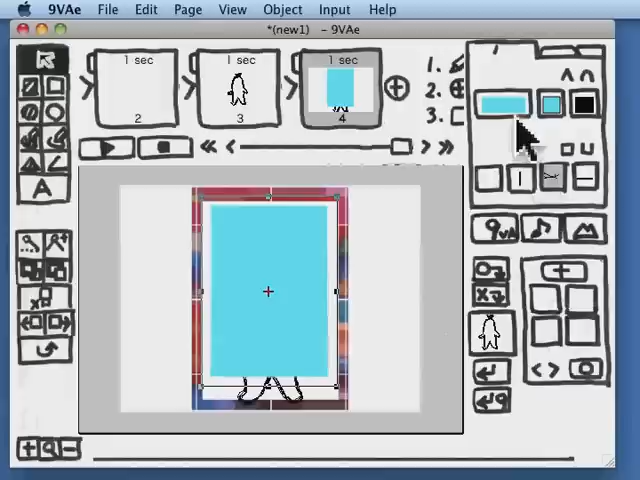 9VAe File Edit Page View Object Input Help
*(new1) - 9VAe
1 sec 1 sec 1 sec
2 3 4
1.
2.
3.
A
9VA